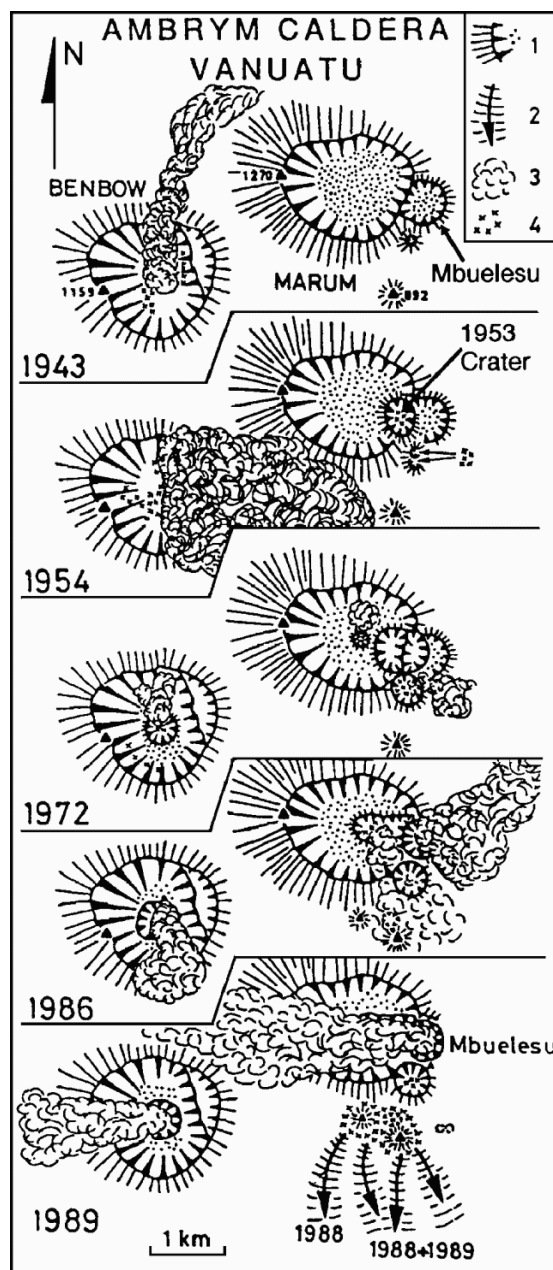 AMBRYM CALDERA
VANUATU
N
1
2
3
4
BENBOW
1270
Mbuelesu
MARUM
1159
892
1943
1953
Crater
1954
1972
1986
Mbuelesu
1989
1 km
1988
1988+1989